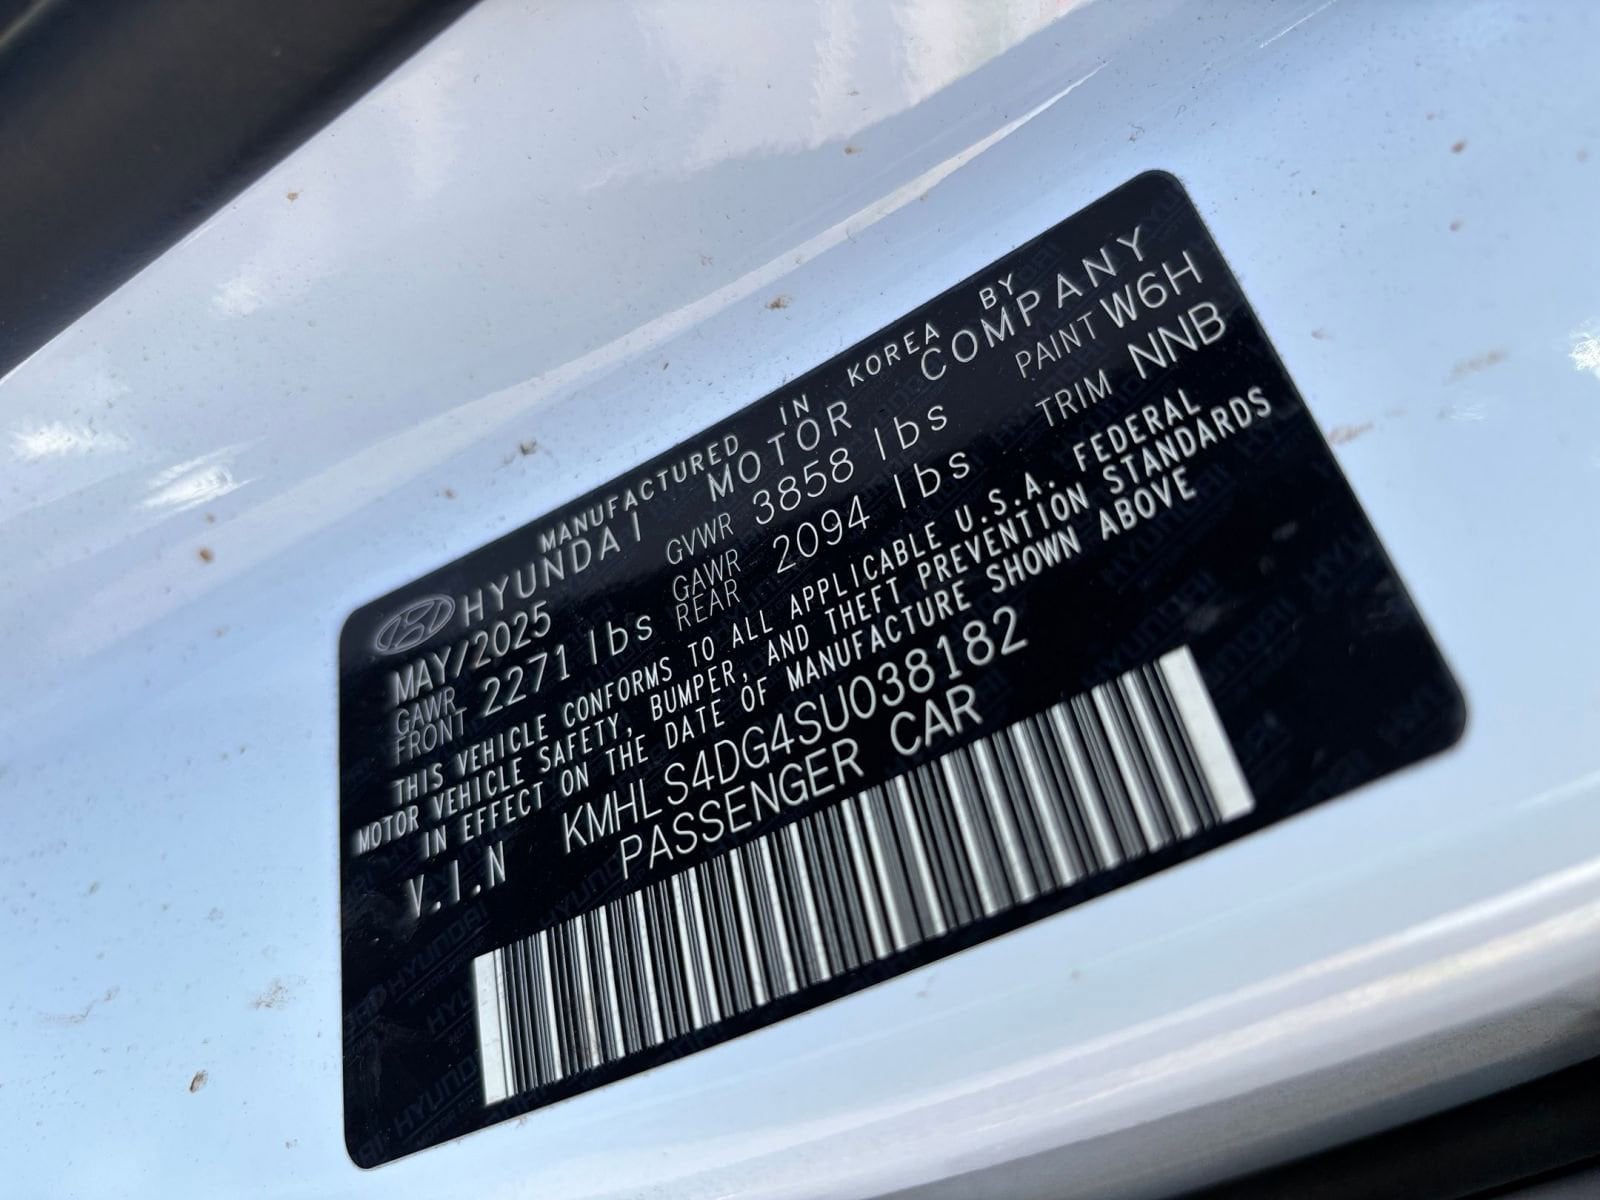 MANUFACTURED IN KOREA BY
HYUNDAI MOTOR COMPANY
MAY/2025 GVWR 3858 lbs PAINT W6H
GAWR FRONT 2271 lbs GAWR REAR 2094 lbs TRIM NNB
THIS VEHICLE CONFORMS TO ALL APPLICABLE U.S.A. FEDERAL
MOTOR VEHICLE SAFETY, BUMPER, AND THEFT PREVENTION STANDARDS
IN EFFECT ON THE DATE OF MANUFACTURE SHOWN ABOVE
V.I.N KMHLS4DG4SU038182
PASSENGER CAR